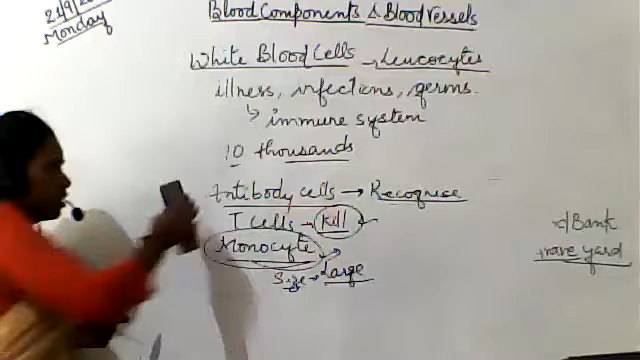 Monday
Blood Components & Blood Vessels
White Blood Cells → Leucocytes
illness, infections, germs.
↳ immune system
10 thousands
Antibody cells → Recognise
T Cells → Kill
Monocyte
Size → Large
Bank
yard